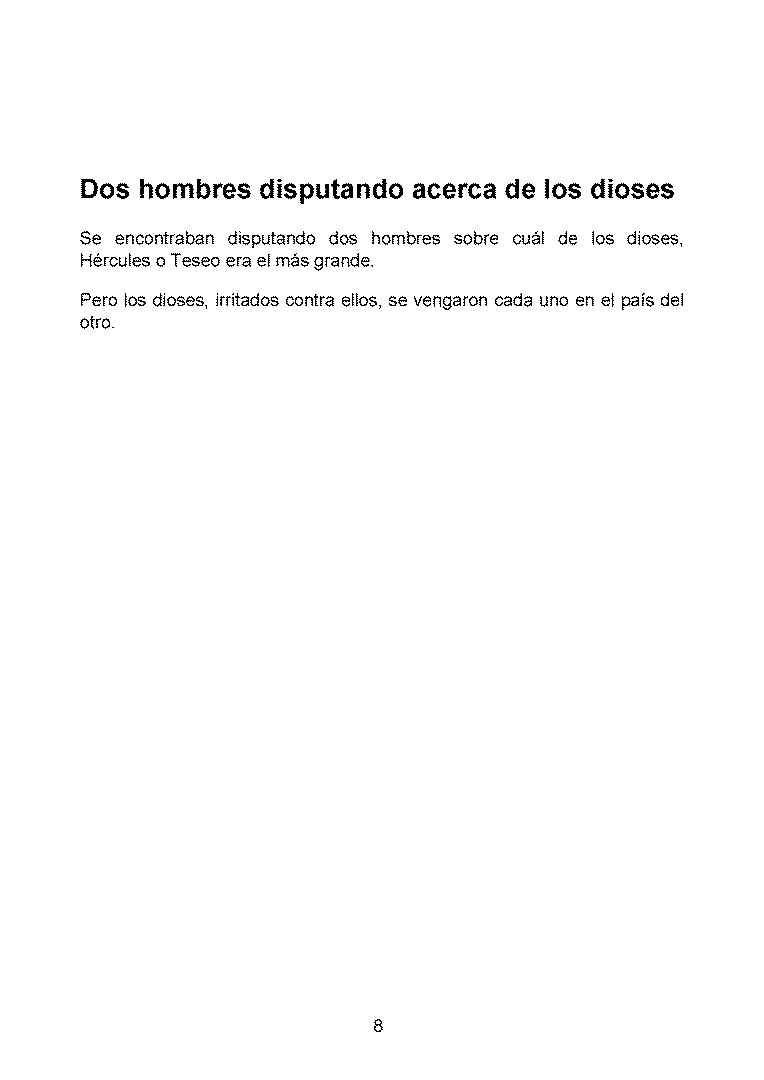 Dos hombres disputando acerca de los dioses
Se encontraban disputando dos hombres sobre cuál de los dioses,
Hércules o Teseo era el más grande.
Pero los dioses, irritados contra ellos, se vengaron cada uno en el país del
otro.
8